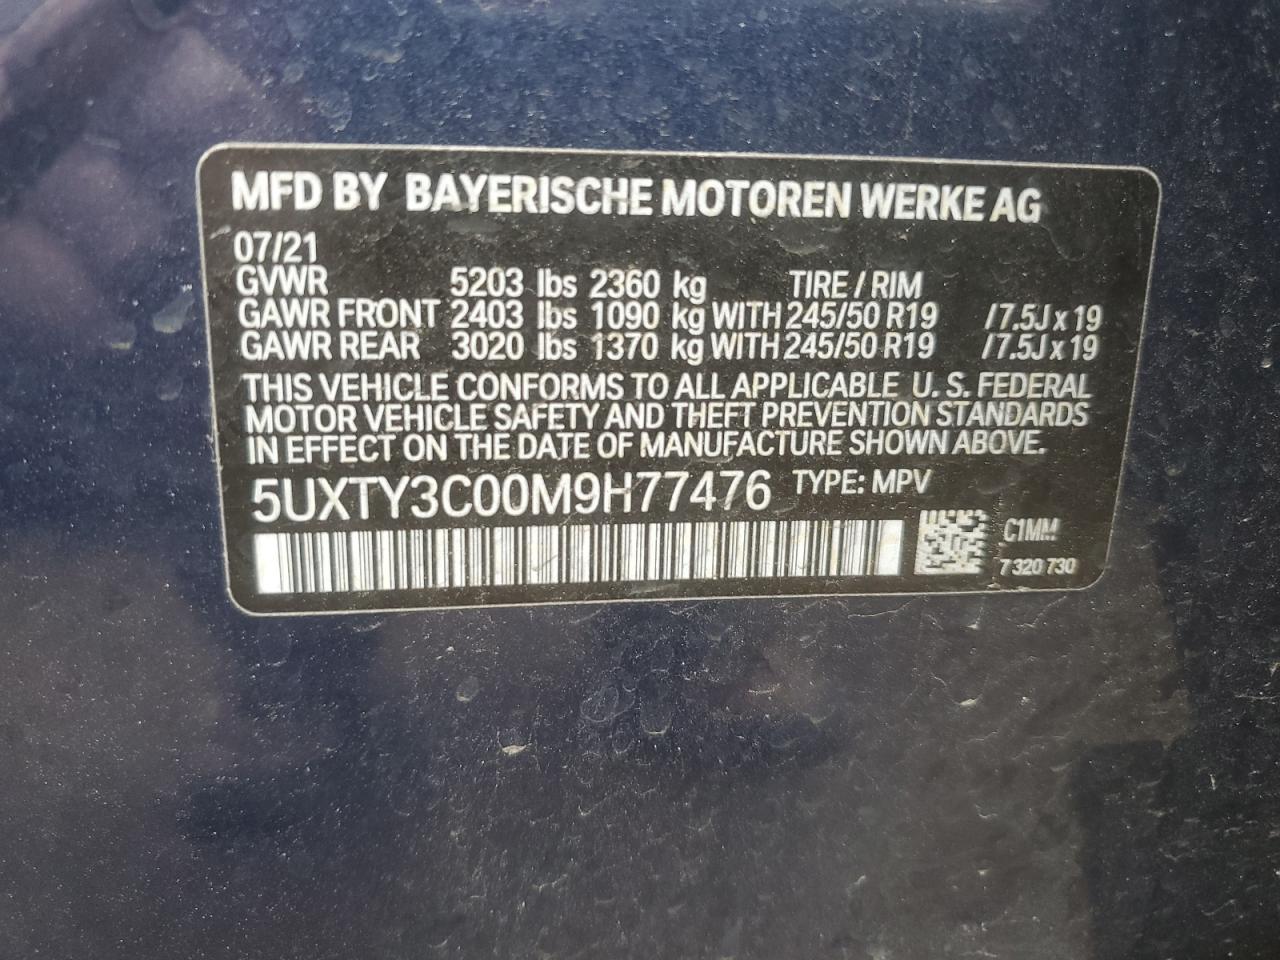 MFD BY BAYERISCHE MOTOREN WERKE AG
07/21
GVWR 5203 lbs 2360 kg TIRE / RIM
GAWR FRONT 2403 lbs 1090 kg WITH 245/50 R19 /7.5J x 19
GAWR REAR 3020 lbs 1370 kg WITH 245/50 R19 /7.5J x 19
THIS VEHICLE CONFORMS TO ALL APPLICABLE U. S. FEDERAL
MOTOR VEHICLE SAFETY AND THEFT PREVENTION STANDARDS
IN EFFECT ON THE DATE OF MANUFACTURE SHOWN ABOVE.
5UXTY3C00M9H77476 TYPE: MPV
C1MM
7 320 730